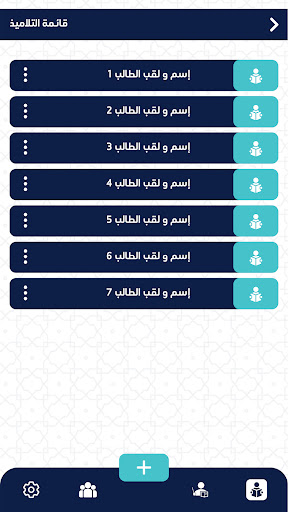 قائمة التلاميذ
إسم و لقب الطالب 1
إسم و لقب الطالب 2
إسم و لقب الطالب 3
إسم و لقب الطالب 4
إسم و لقب الطالب 5
إسم و لقب الطالب 6
إسم و لقب الطالب 7